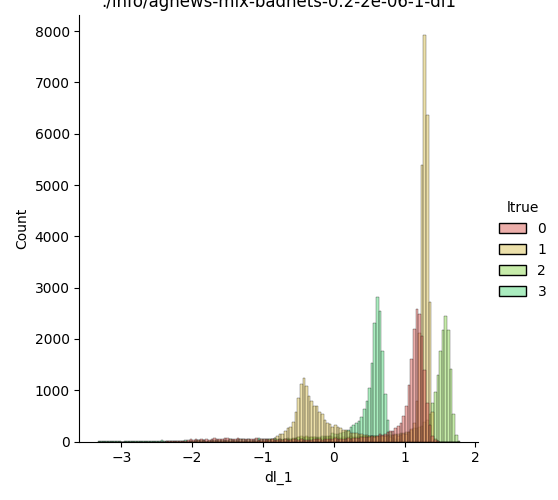 ./info/agnews-mix-badnets-0.2-2e-06-1-dl1
8000
7000
6000
5000
4000
3000
2000
1000
0
Count
−3 −2 −1 0 1 2
dl_1
ltrue
0
1
2
3